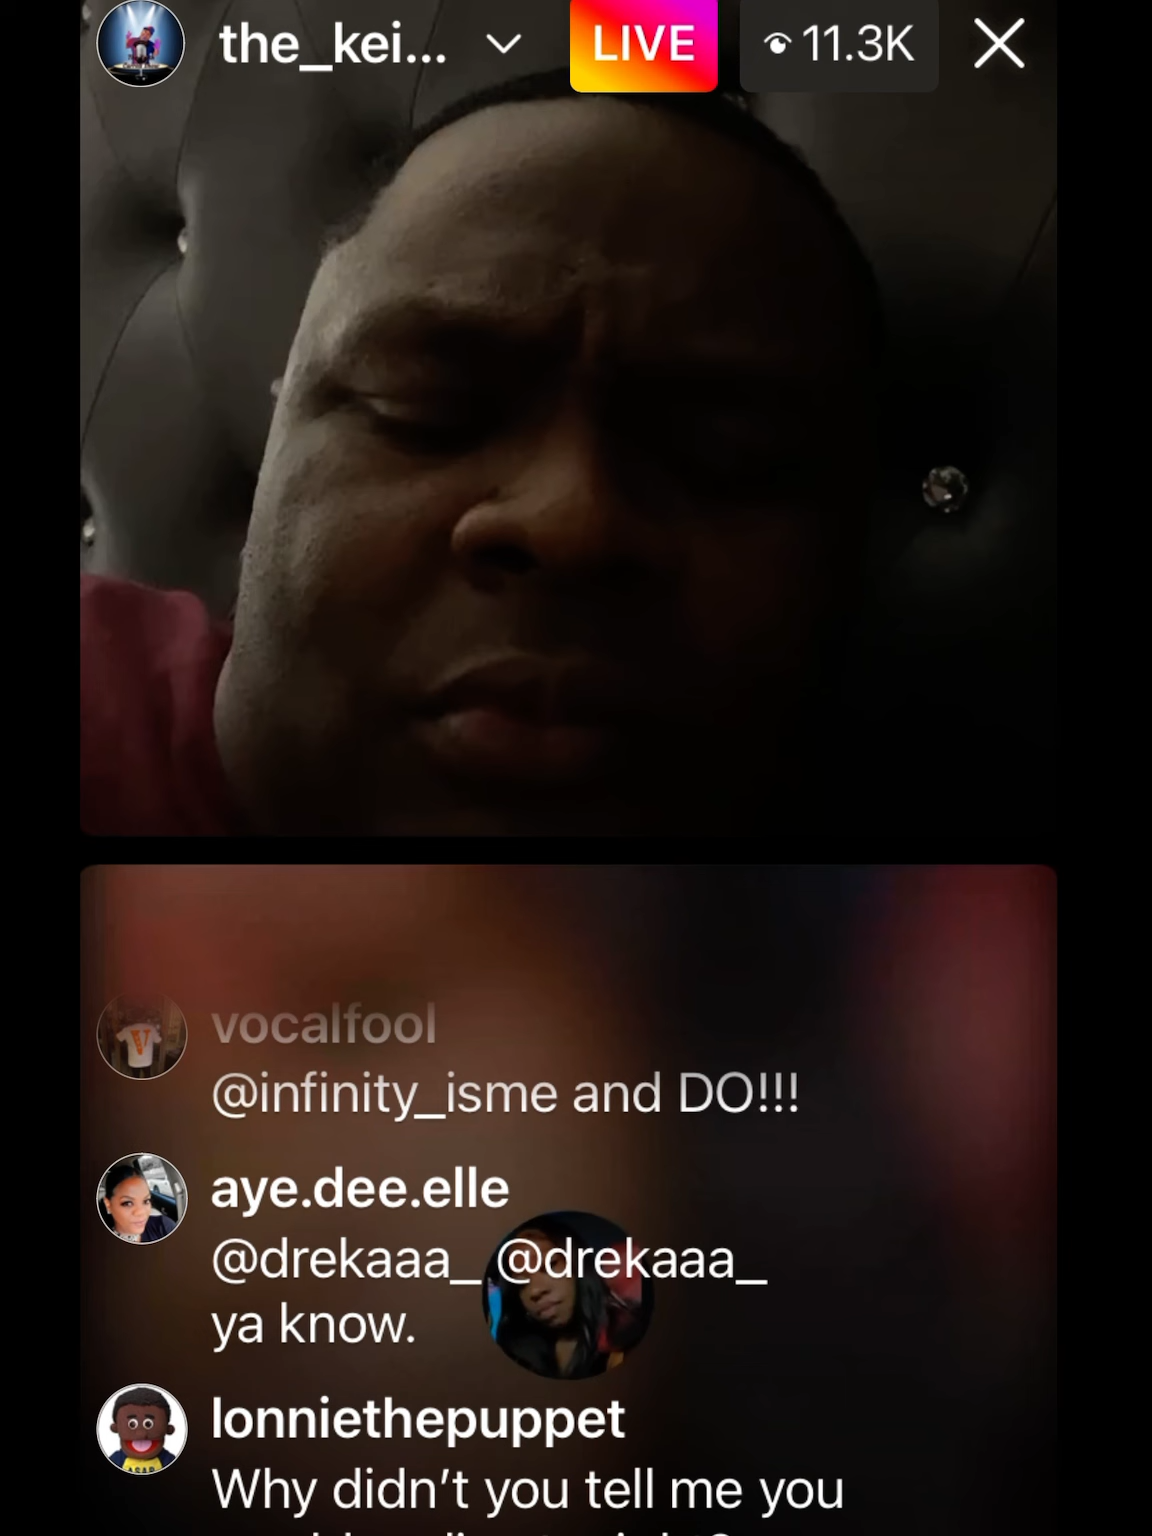 the_kei...
LIVE
11.3K
vocalfool
@infinity_isme and DO!!!
aye.dee.elle
@drekaaa_ @drekaaa_
ya know.
lonniethepuppet
Why didn’t you tell me you